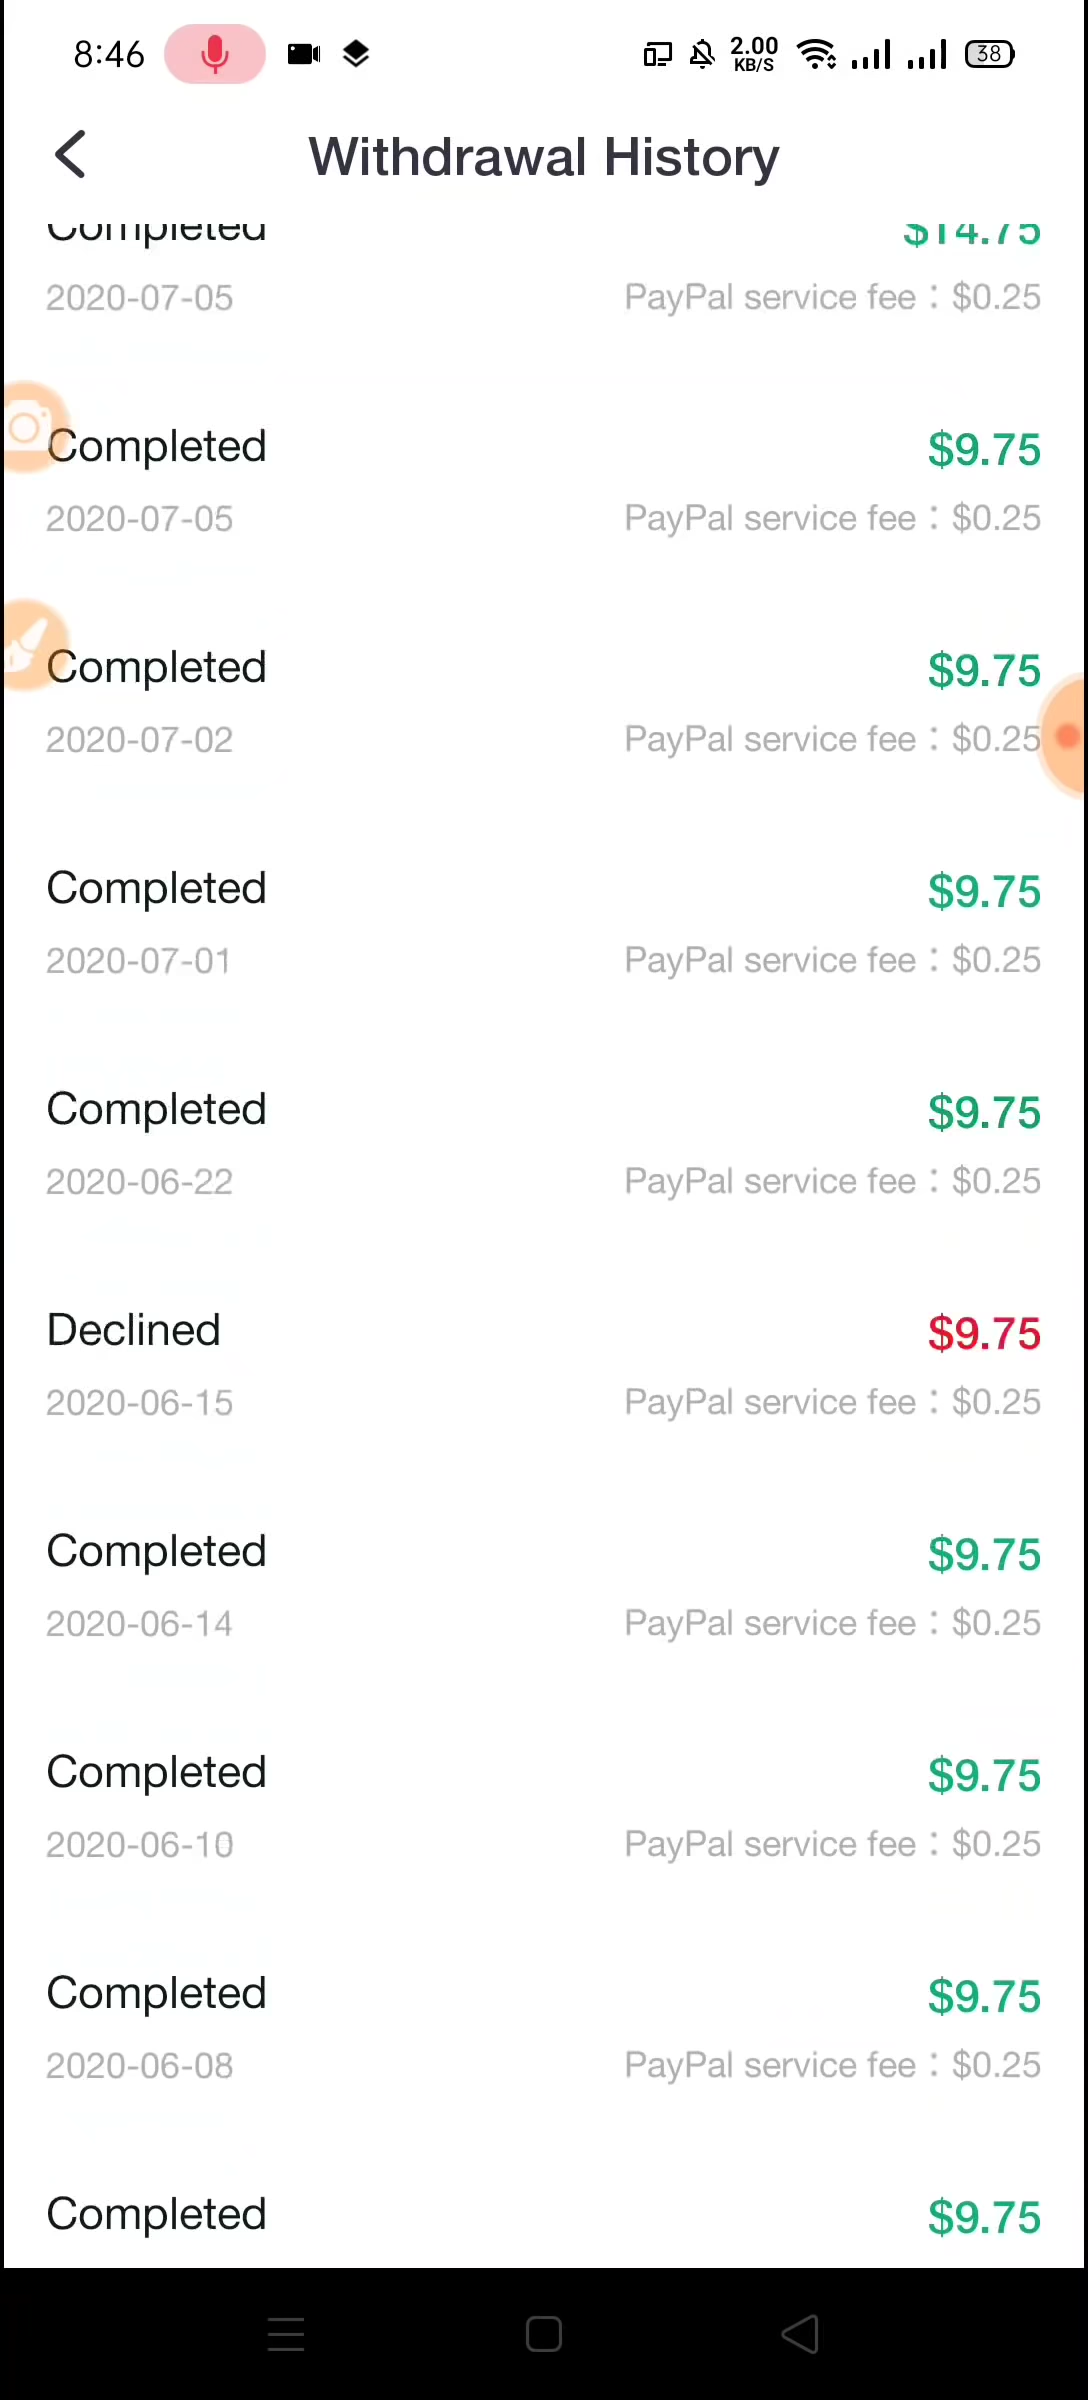 8:46 2.00 KB/S 38
Withdrawal History
Completed $14.75
2020-07-05 PayPal service fee：$0.25
Completed $9.75
2020-07-05 PayPal service fee：$0.25
Completed $9.75
2020-07-02 PayPal service fee：$0.25
Completed $9.75
2020-07-01 PayPal service fee：$0.25
Completed $9.75
2020-06-22 PayPal service fee：$0.25
Declined $9.75
2020-06-15 PayPal service fee：$0.25
Completed $9.75
2020-06-14 PayPal service fee：$0.25
Completed $9.75
2020-06-10 PayPal service fee：$0.25
Completed $9.75
2020-06-08 PayPal service fee：$0.25
Completed $9.75